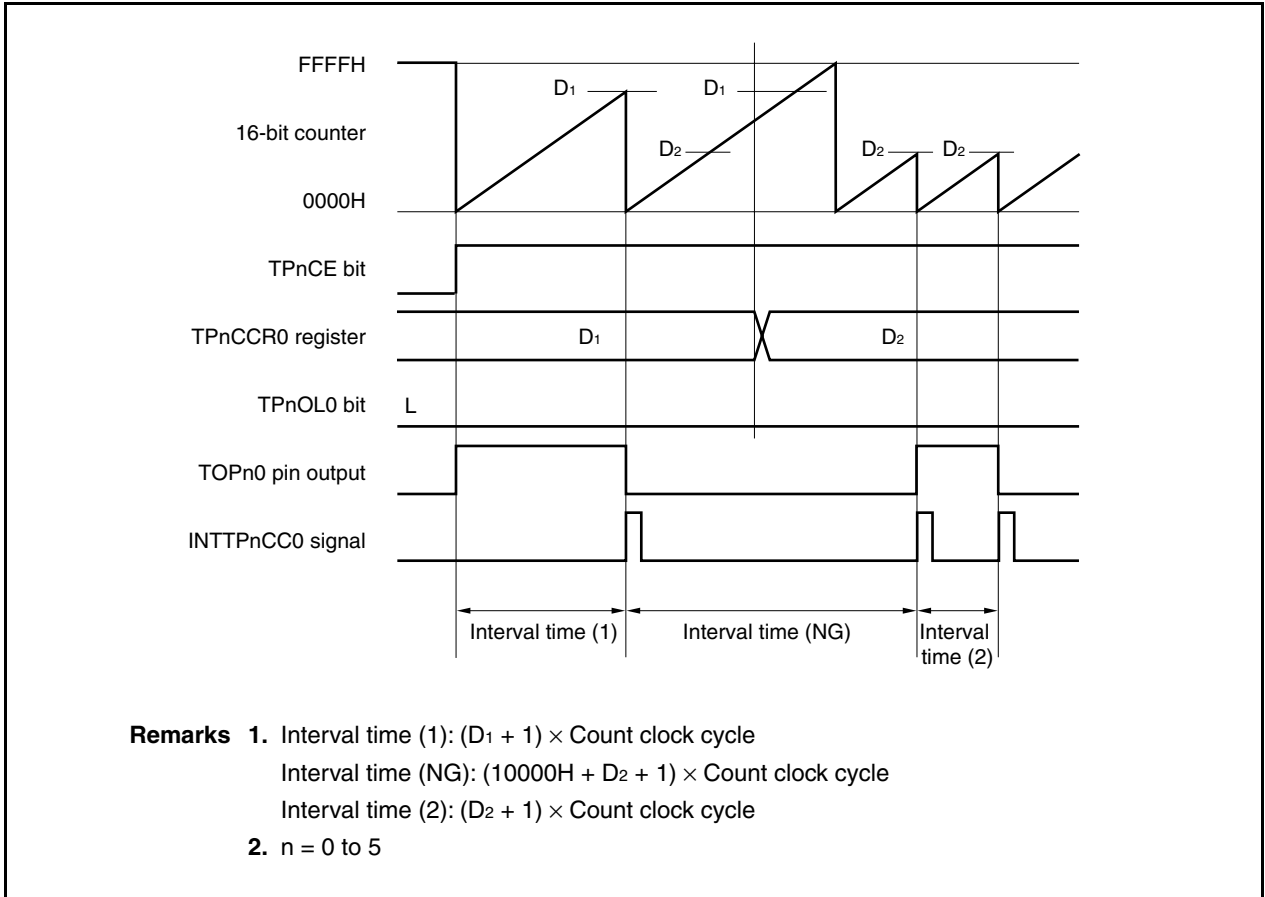 FFFFH
D1
D1
16-bit counter
D2
D2
D2
0000H
TPnCE bit
TPnCCR0 register
D1
D2
TPnOL0 bit
L
TOPn0 pin output
INTTPnCC0 signal
Interval time (1)
Interval time (NG)
Interval
time (2)
Remarks 1. Interval time (1): (D1 + 1) × Count clock cycle
Interval time (NG): (10000H + D2 + 1) × Count clock cycle
Interval time (2): (D2 + 1) × Count clock cycle
2. n = 0 to 5